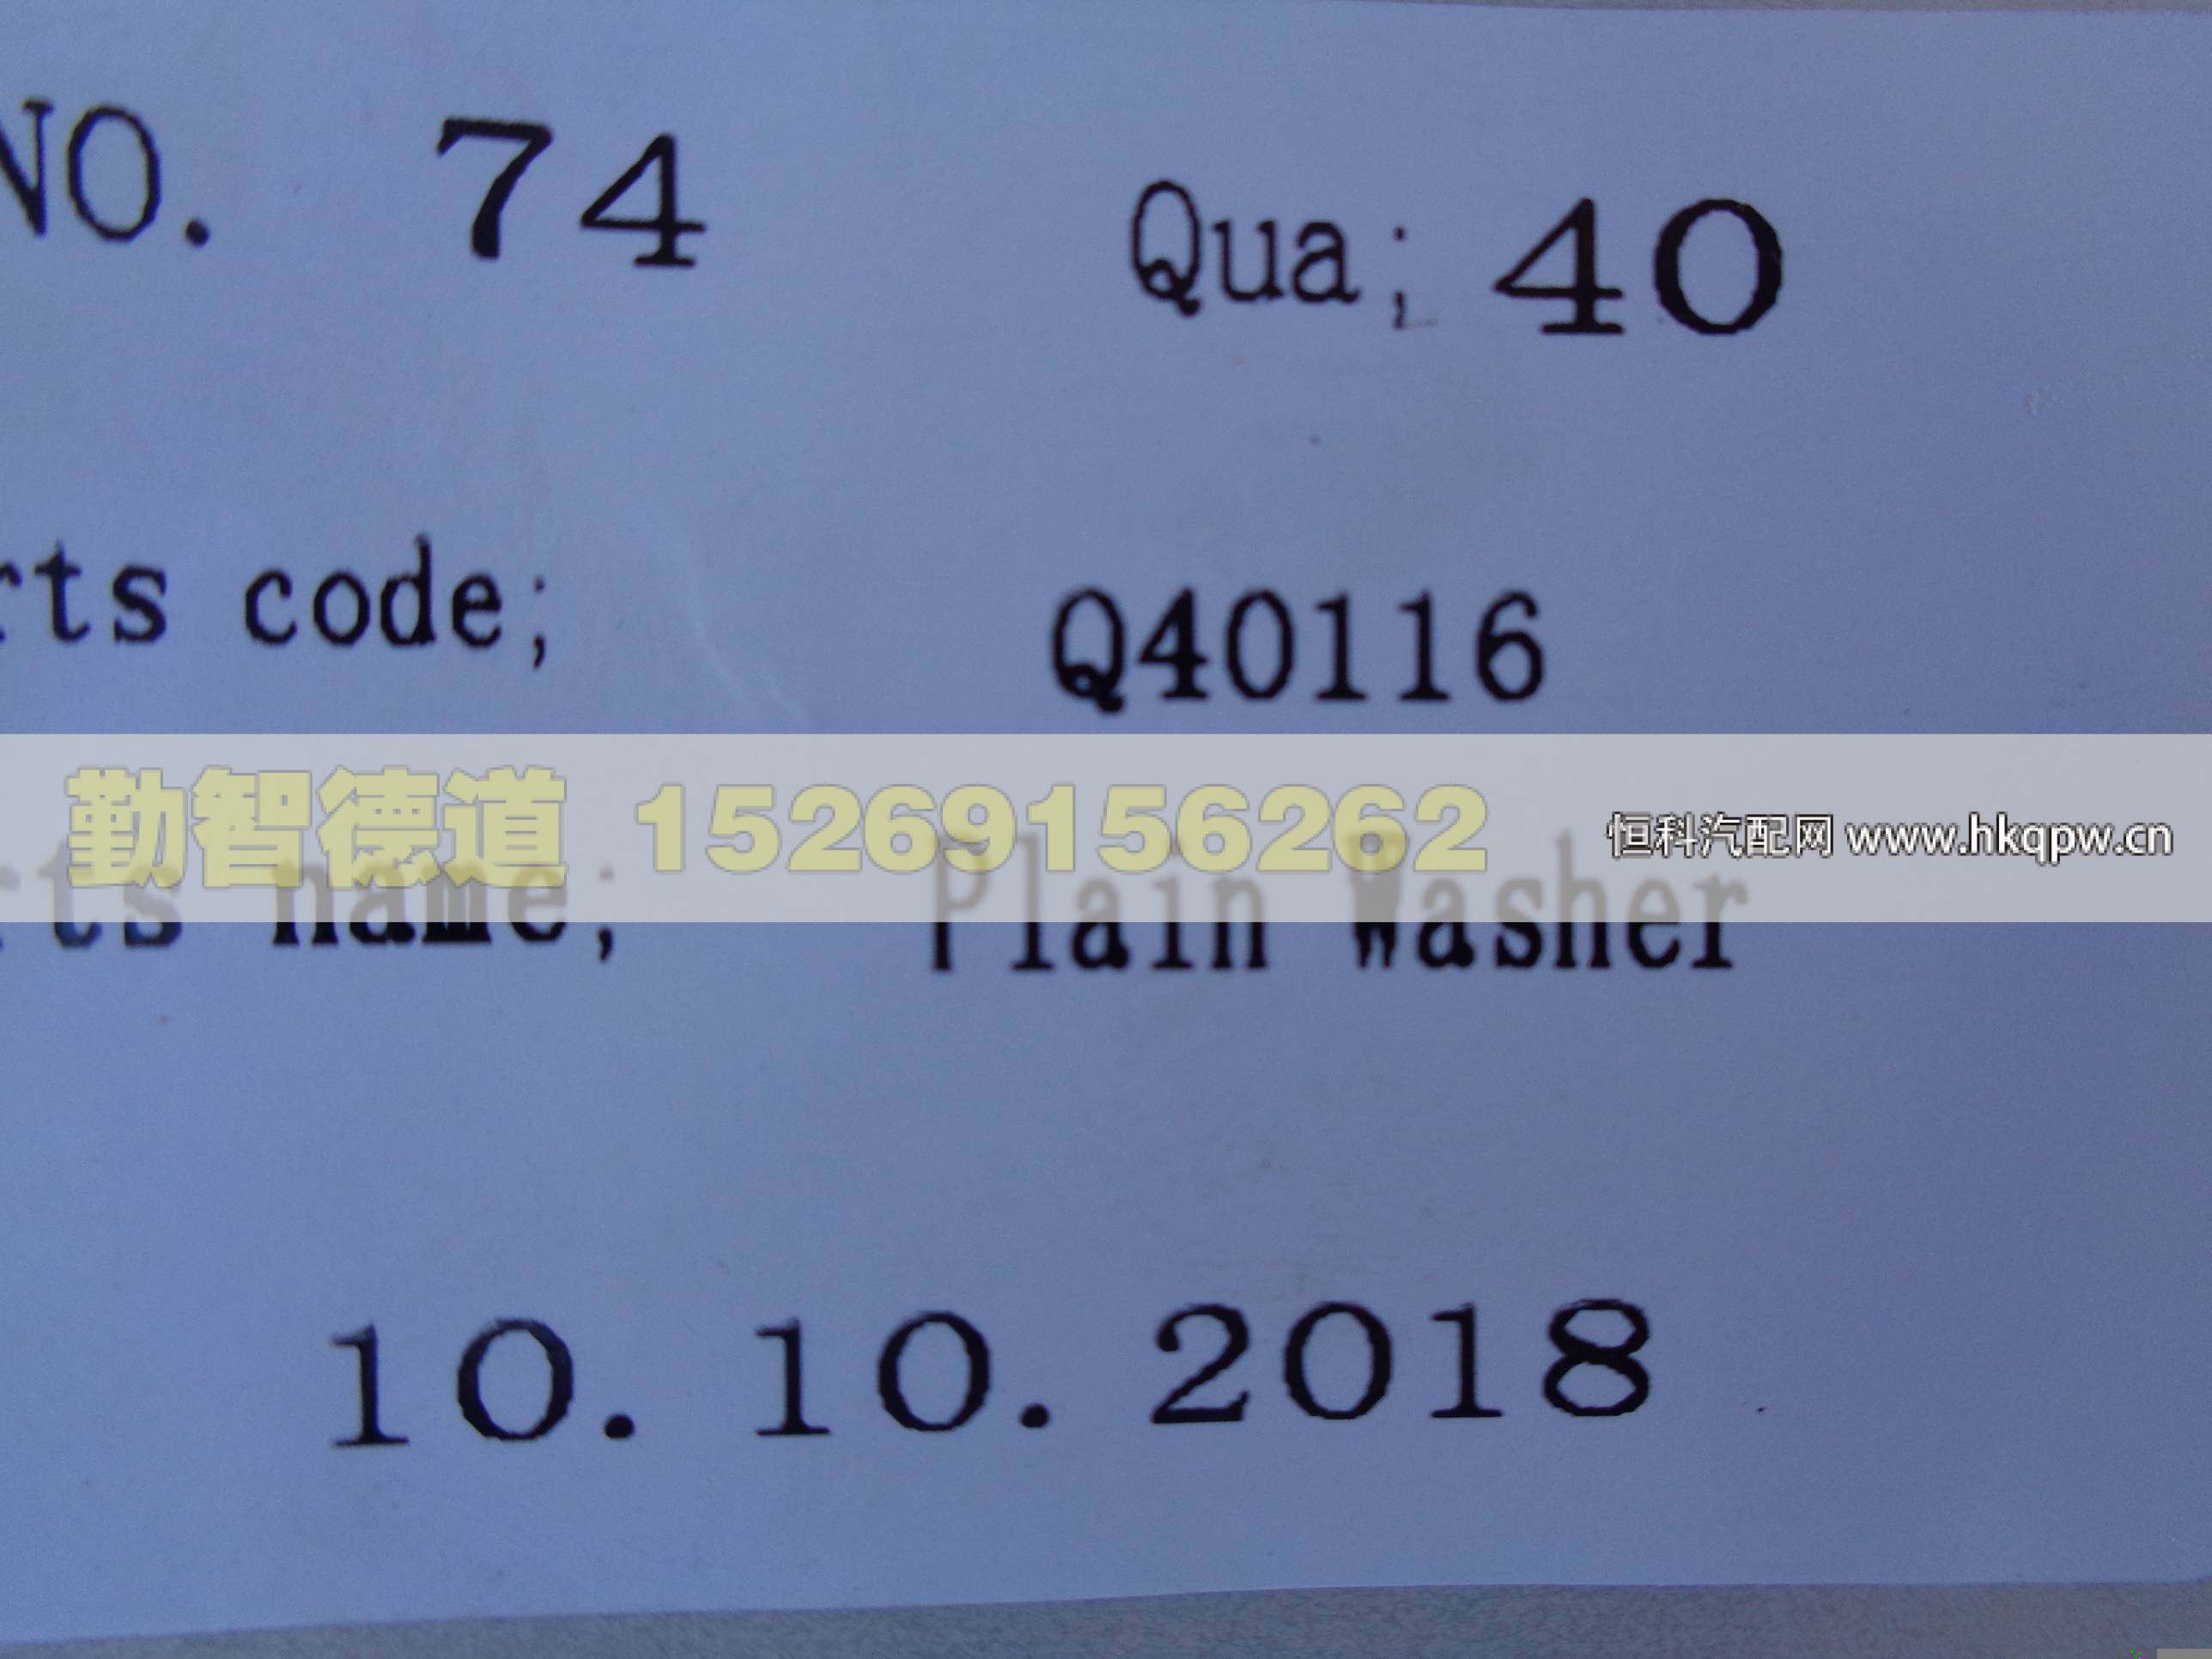 NO. 74 Qua; 40
rts code; Q40116
勤智德道 15269156262 恒科汽配网 www.hkqpw.cn
rts name; Plain Washer
10. 10. 2018